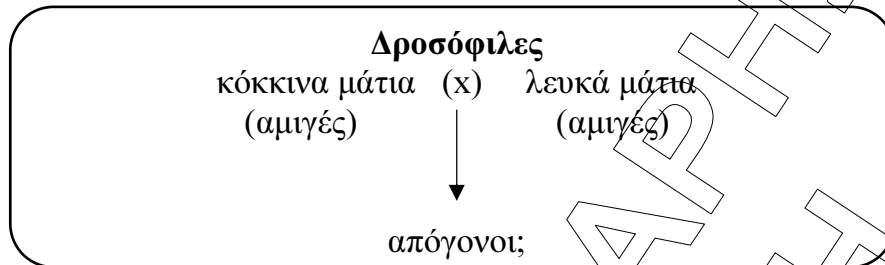 Δροσόφιλες
κόκκινα μάτια (x) λευκά μάτια
(αμιγές) (αμιγές)
απόγονοι;